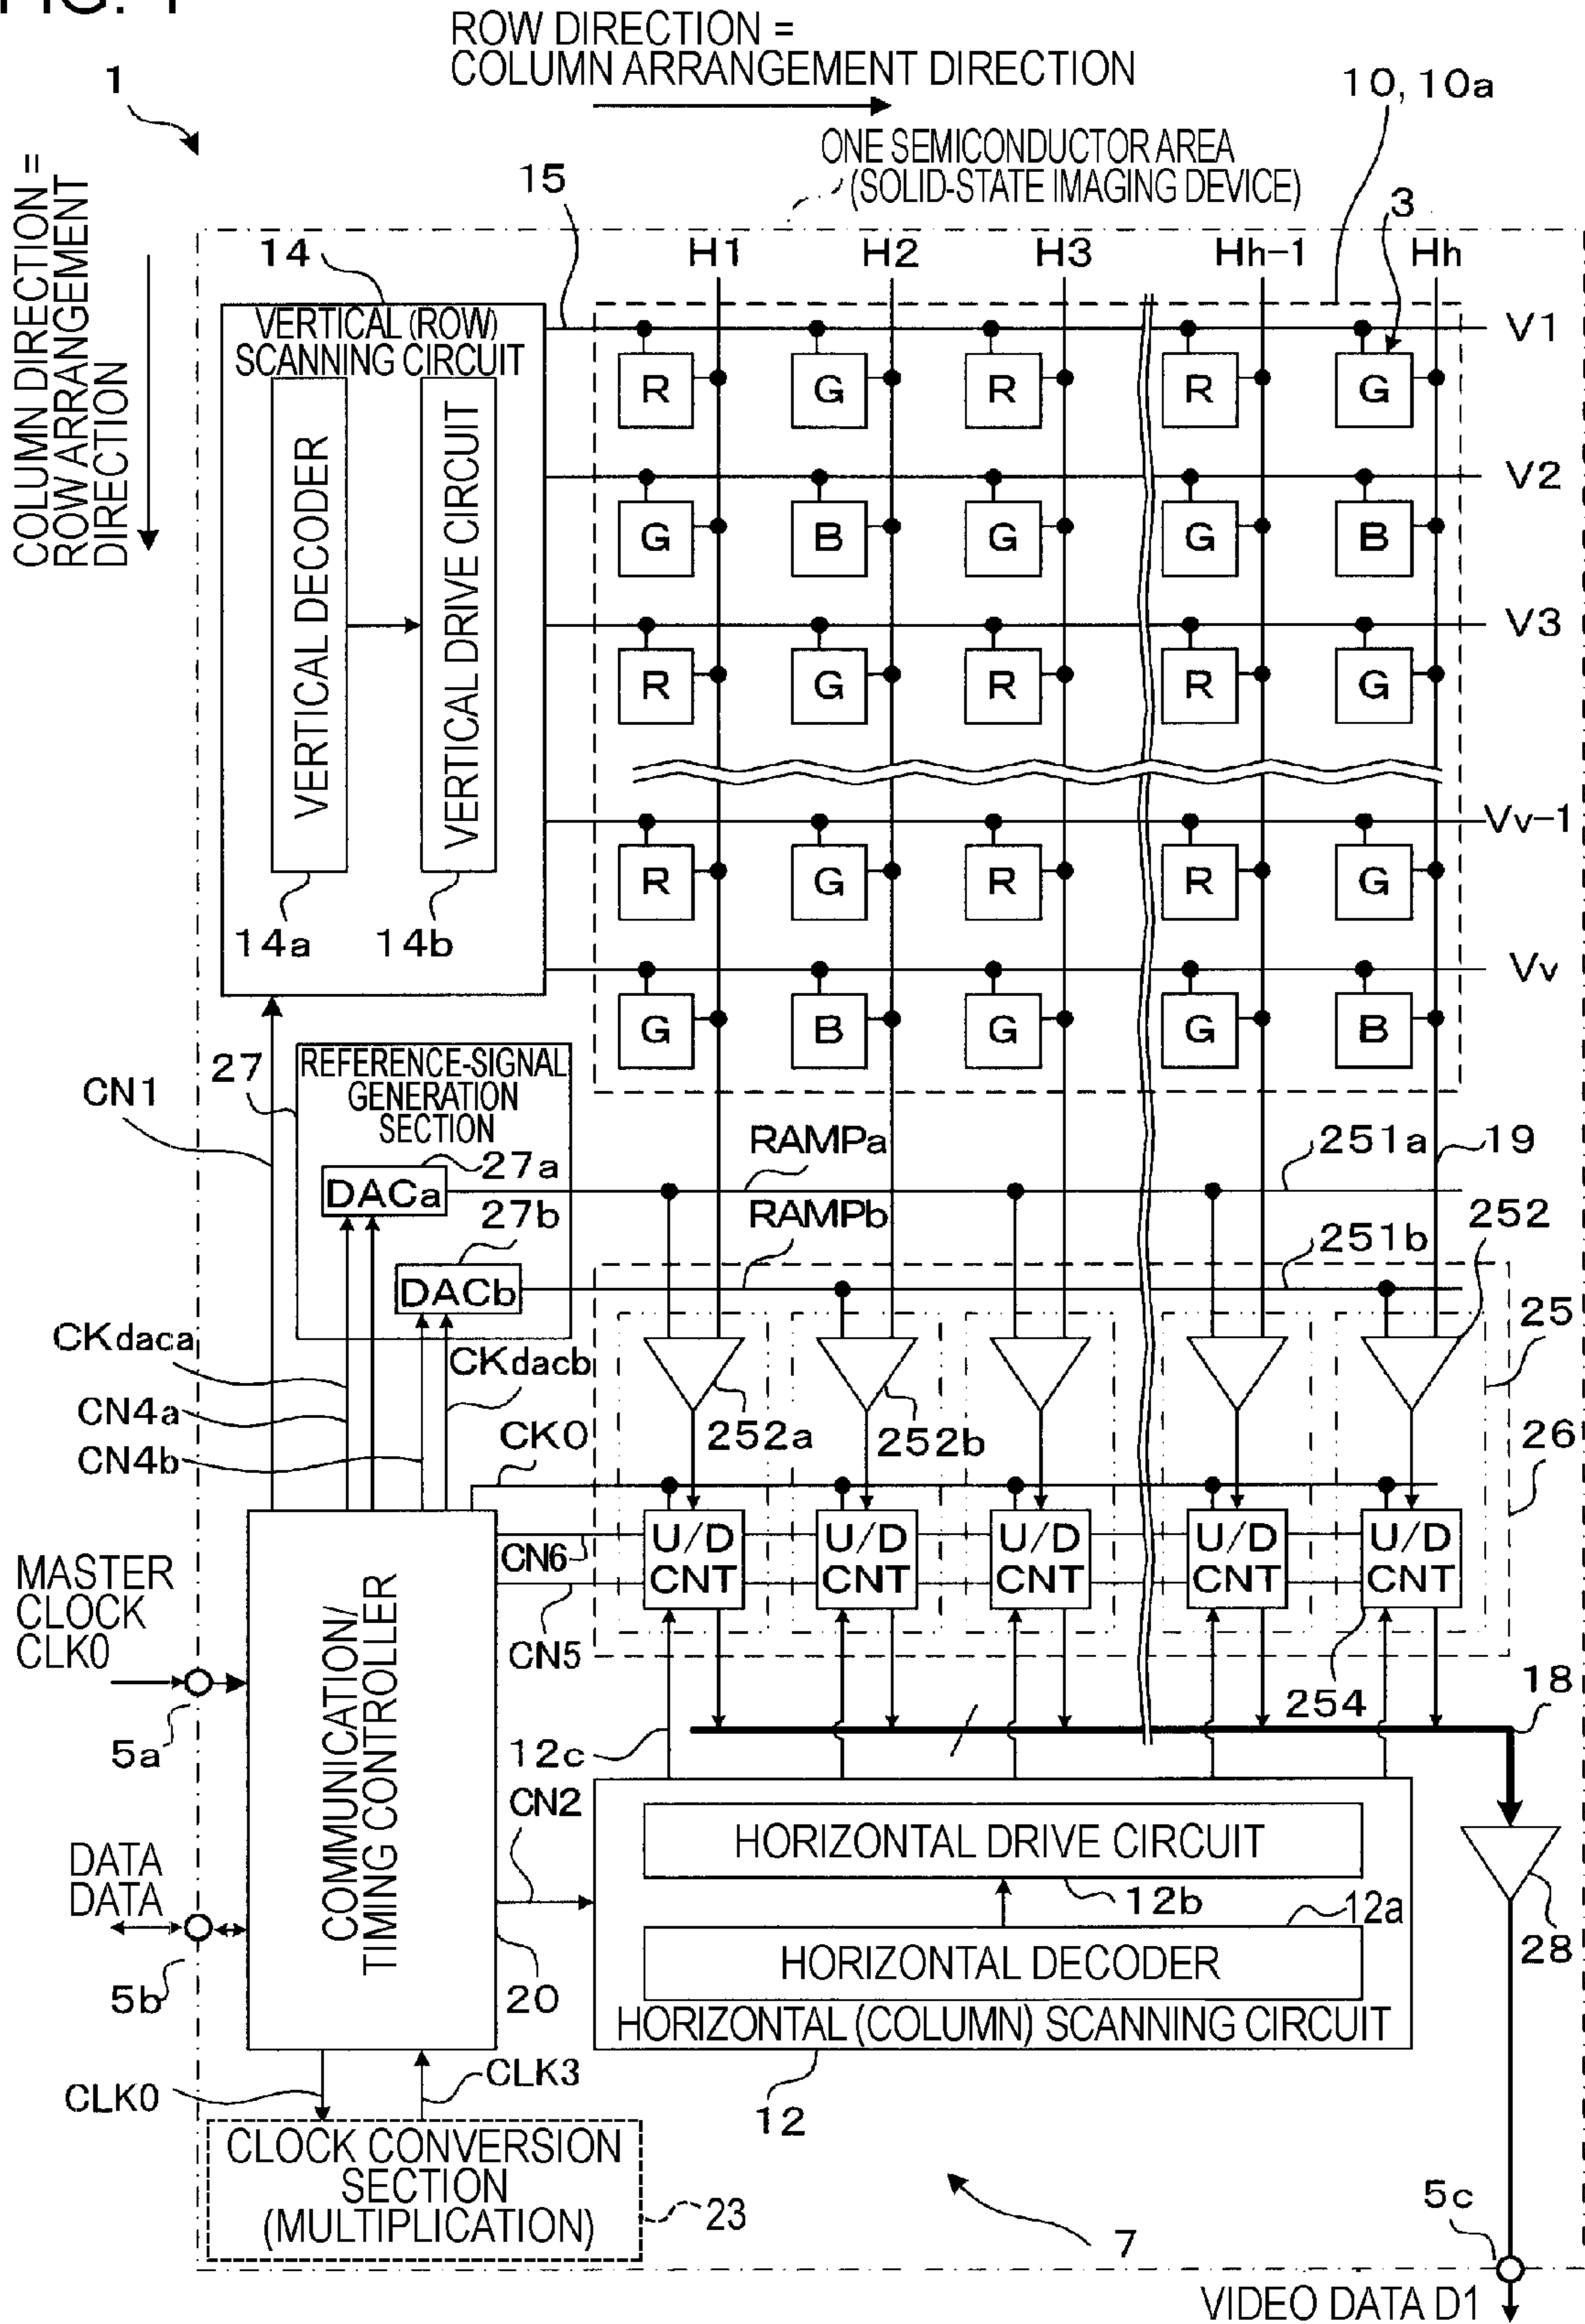 FIG. 1
ROW DIRECTION =
COLUMN ARRANGEMENT DIRECTION
1
10, 10a
ONE SEMICONDUCTOR AREA
(SOLID-STATE IMAGING DEVICE)
COLUMN DIRECTION =
ROW ARRANGEMENT
DIRECTION
15
3
14
H1 H2 H3 Hh-1 Hh
VERTICAL (ROW)
SCANNING CIRCUIT
VERTICAL DECODER
VERTICAL DRIVE CIRCUIT
14a 14b
V1
R G R R G
V2
G B G G B
V3
R G R R G
Vv-1
R G R R G
Vv
G B G G B
CN1
27
REFERENCE-SIGNAL
GENERATION
SECTION
27a
DACa
27b
DACb
RAMPa
RAMPb
251a
19
251b
252
25
26
CKdaca
CN4a
CN4b
CKdacb
CK0
252a 252b
U/D CNT
U/D CNT
U/D CNT
U/D CNT
U/D CNT
CN6
CN5
254
18
MASTER
CLOCK
CLK0
5a
COMMUNICATION/
TIMING CONTROLLER
12c
CN2
HORIZONTAL DRIVE CIRCUIT
12b
12a
HORIZONTAL DECODER
HORIZONTAL (COLUMN) SCANNING CIRCUIT
28
DATA
DATA
5b
20
12
CLK0
CLK3
CLOCK CONVERSION
SECTION
(MULTIPLICATION)
23
7
5c
VIDEO DATA D1